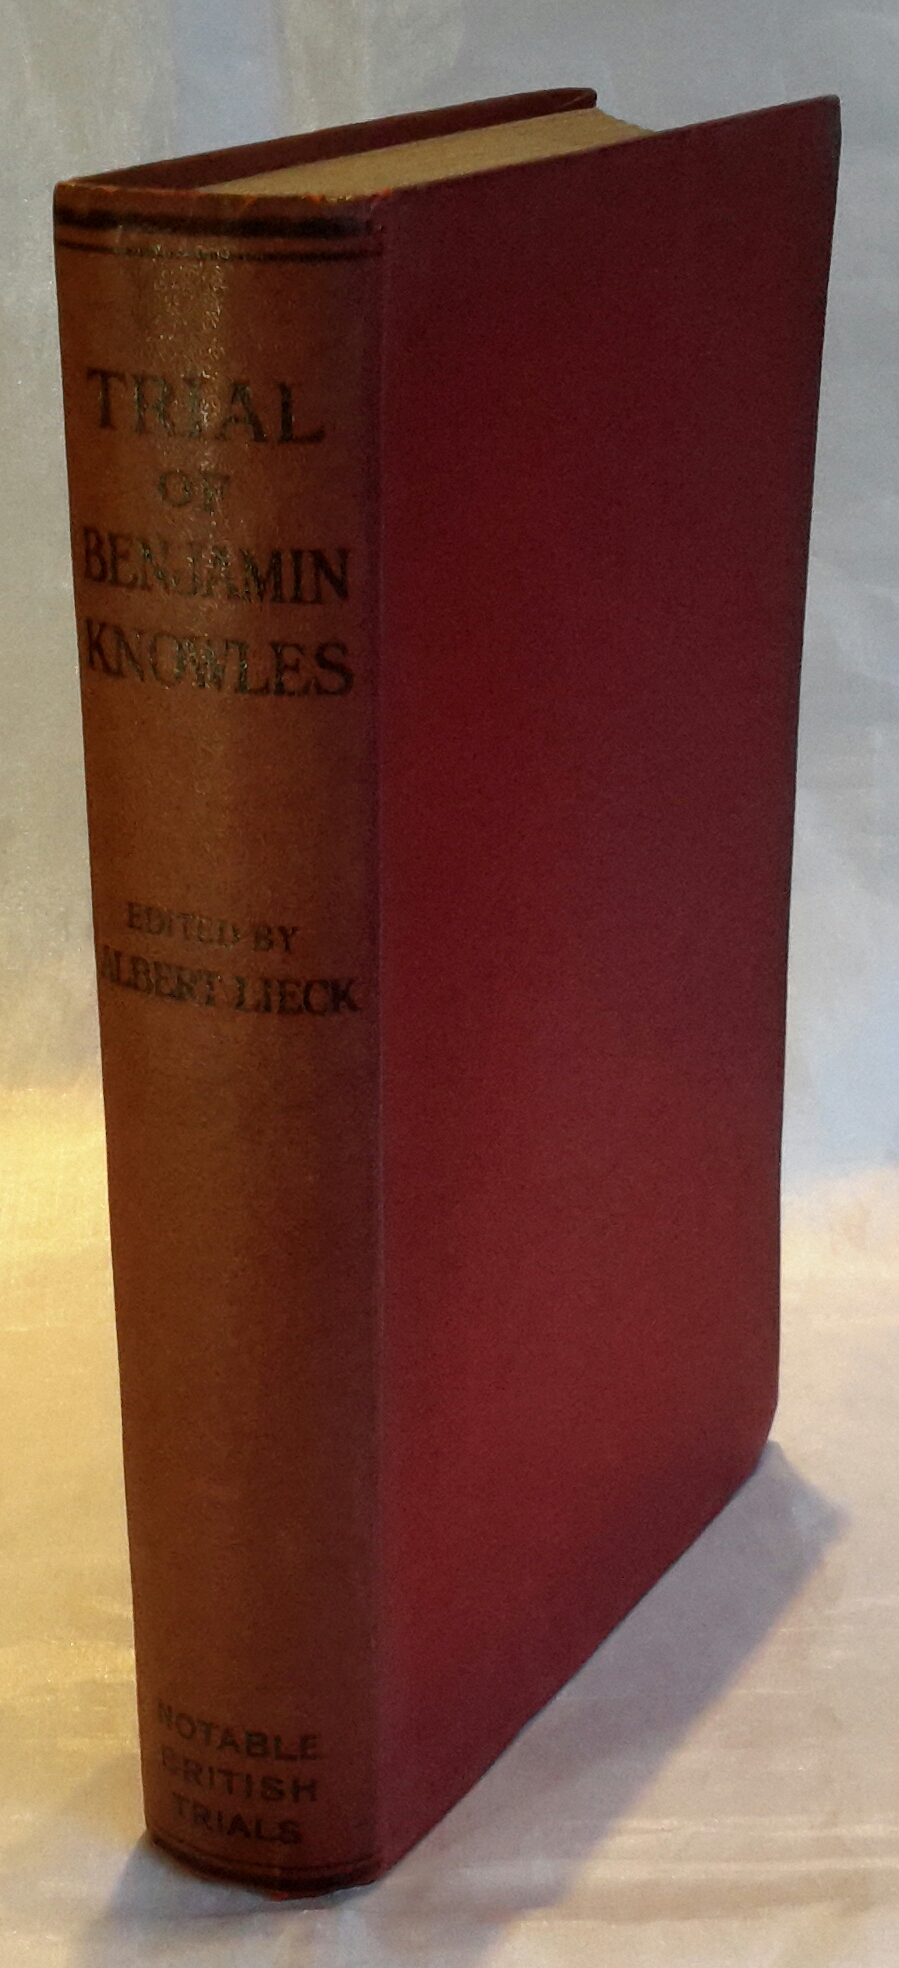 TRIAL
OF
BENJAMIN
KNOWLES
EDITED BY
ALBERT LIECK
NOTABLE
BRITISH
TRIALS